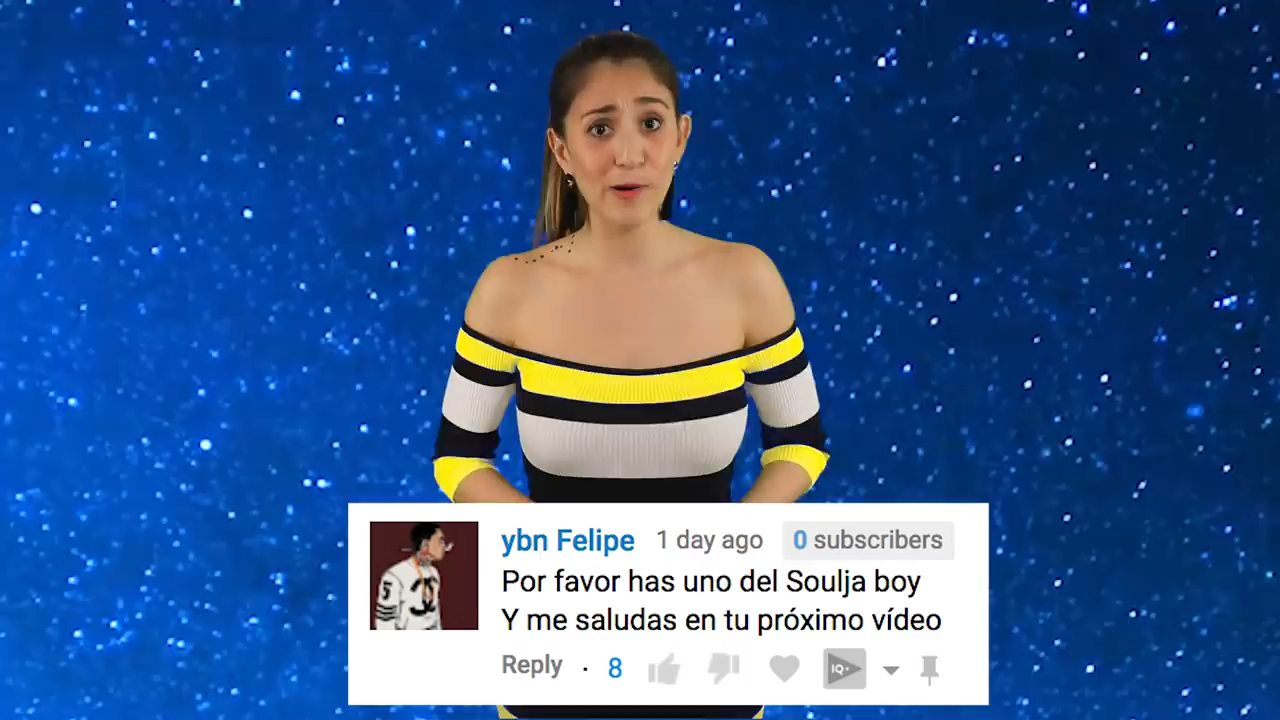 ybn Felipe 1 day ago 0 subscribers
Por favor has uno del Soulja boy
Y me saludas en tu próximo vídeo
Reply · 8 IQ